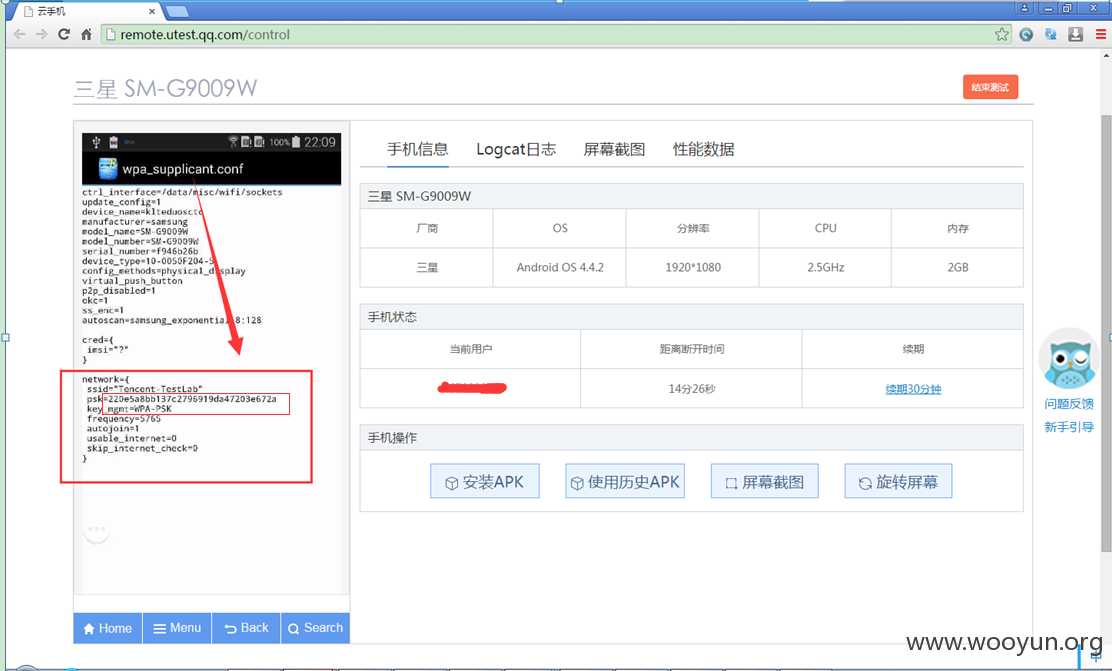 云手机
remote.utest.qq.com/control
三星 SM-G9009W
结束测试
100% 22:09
wpa_supplicant.conf
ctrl_interface=/data/misc/wifi/sockets
update_config=1
device_name=klteduosctc
manufacturer=samsung
model_name=SM-G9009W
model_number=SM-G9009W
serial_number=f946b26b
device_type=10-0050F204-5
config_methods=physical_display
virtual_push_button
p2p_disabled=1
okc=1
ss_enc=1
autoscan=samsung_exponential:8:128
cred={
imsi="?"
}
network={
ssid="Tencent-TestLab"
psk=220e5a8bb137c2796919da47203e672a
key_mgmt=WPA-PSK
frequency=5765
autojoin=1
usable_internet=0
skip_internet_check=0
}
Home Menu Back Search
手机信息 Logcat日志 屏幕截图 性能数据
三星 SM-G9009W
厂商 OS 分辨率 CPU 内存
三星 Android OS 4.4.2 1920*1080 2.5GHz 2GB
手机状态
当前用户 距离断开时间 续期
14分26秒 续期30分钟
手机操作
安装APK 使用历史APK 屏幕截图 旋转屏幕
问题反馈
新手引导
www.wooyun.org
中